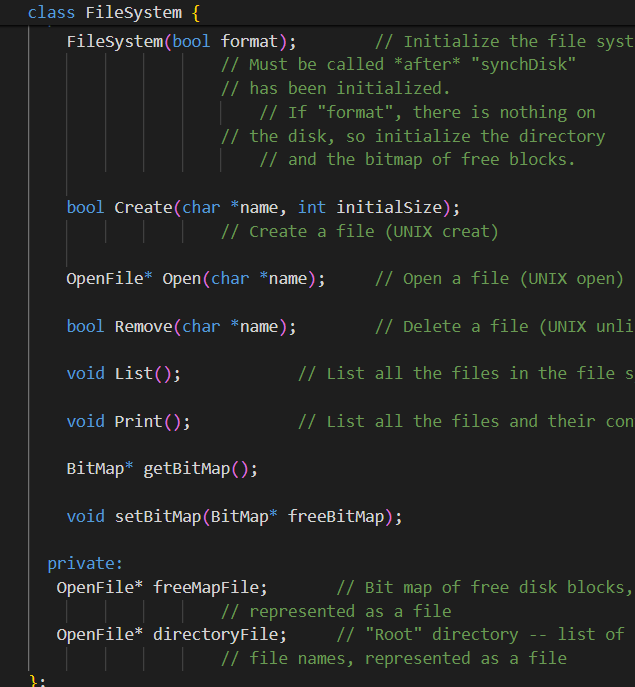 class FileSystem {
FileSystem(bool format); // Initialize the file syst
// Must be called *after* "synchDisk"
// has been initialized.
// If "format", there is nothing on
// the disk, so initialize the directory
// and the bitmap of free blocks.
bool Create(char *name, int initialSize);
// Create a file (UNIX creat)
OpenFile* Open(char *name); // Open a file (UNIX open)
bool Remove(char *name); // Delete a file (UNIX unli
void List(); // List all the files in the file s
void Print(); // List all the files and their con
BitMap* getBitMap();
void setBitMap(BitMap* freeBitMap);
private:
OpenFile* freeMapFile; // Bit map of free disk blocks,
// represented as a file
OpenFile* directoryFile; // "Root" directory -- list of
// file names, represented as a file
};